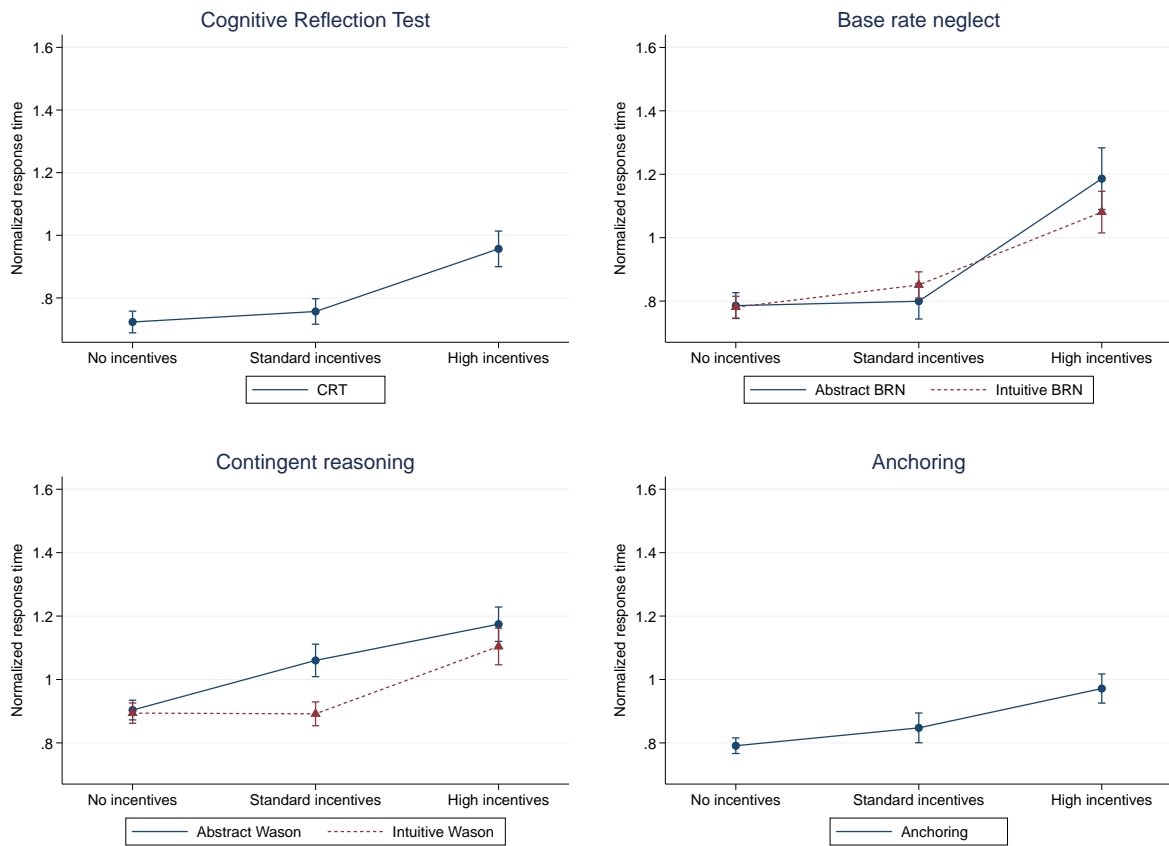 Cognitive Reflection Test
Normalized response time
1.6
1.4
1.2
1
.8
No incentives Standard incentives High incentives
CRT
Base rate neglect
Normalized response time
1.6
1.4
1.2
1
.8
No incentives Standard incentives High incentives
Abstract BRN Intuitive BRN
Contingent reasoning
Normalized response time
1.6
1.4
1.2
1
.8
No incentives Standard incentives High incentives
Abstract Wason Intuitive Wason
Anchoring
Normalized response time
1.6
1.4
1.2
1
.8
No incentives Standard incentives High incentives
Anchoring